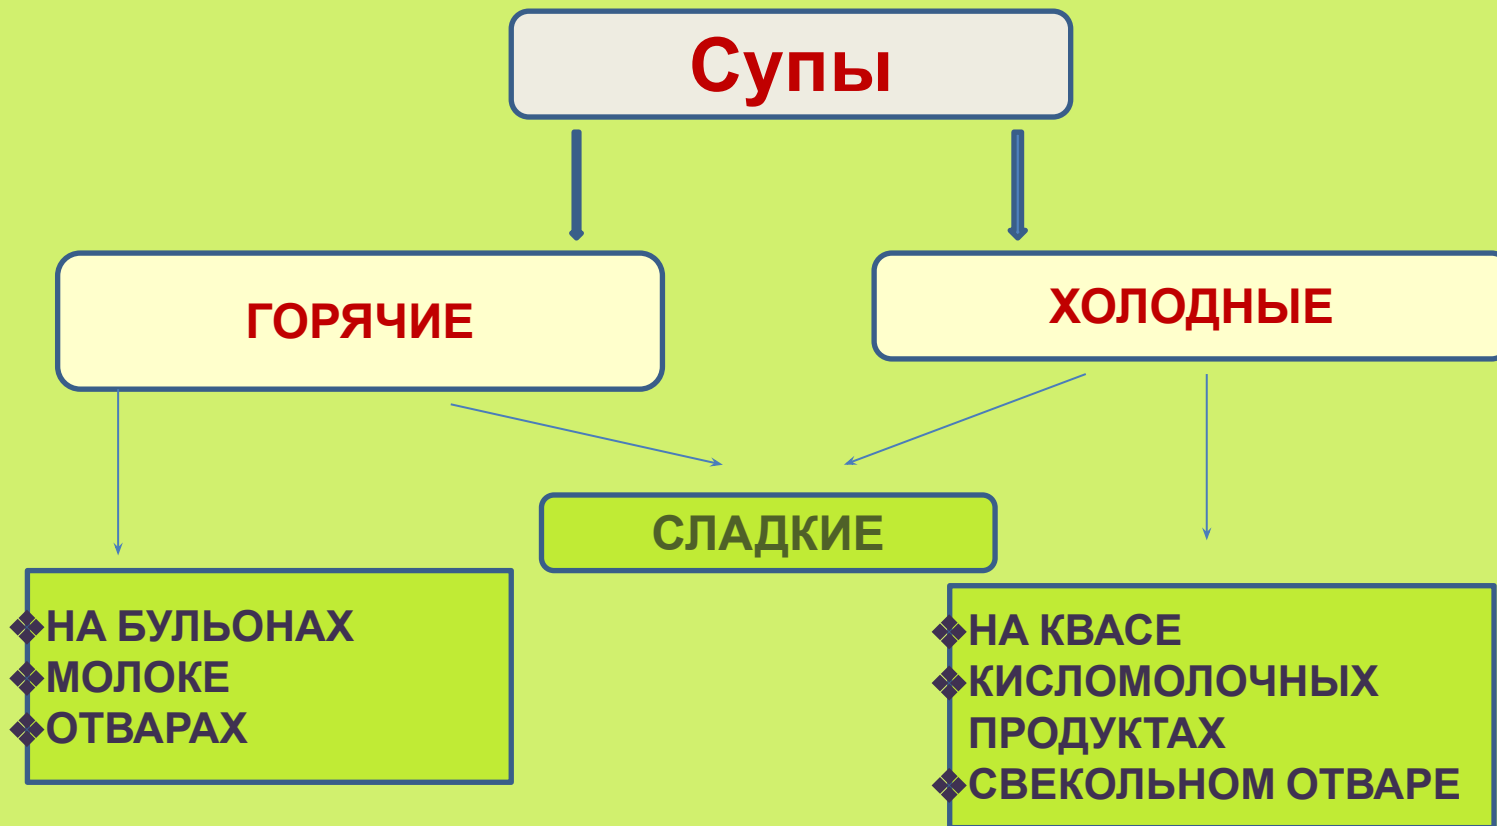 Супы
ГОРЯЧИЕ
ХОЛОДНЫЕ
СЛАДКИЕ
❖НА БУЛЬОНАХ
❖МОЛОКЕ
❖ОТВАРАХ
❖НА КВАСЕ
❖КИСЛОМОЛОЧНЫХ
ПРОДУКТАХ
❖СВЕКОЛЬНОМ ОТВАРЕ